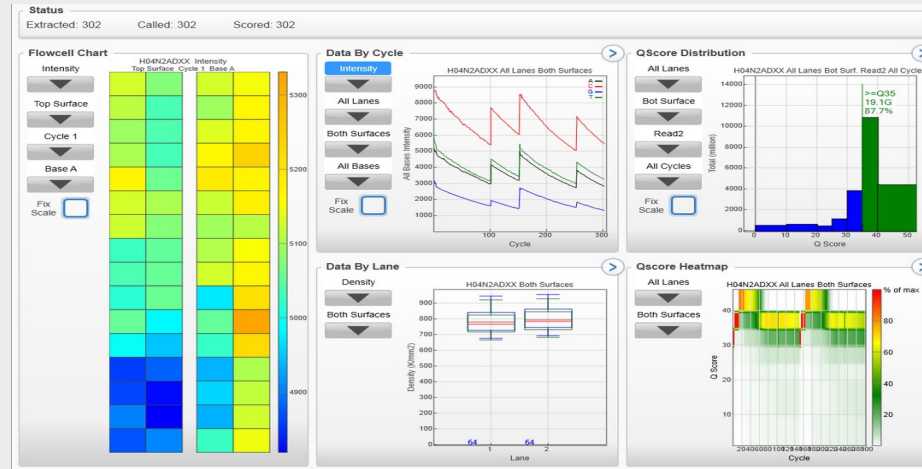 Status
Extracted: 302 Called: 302 Scored: 302
Flowcell Chart
Intensity
Top Surface
Cycle 1
Base A
Fix
Scale
H04N2ADXX Intensity
Top Surface Cycle 1 Base A
5300
5200
5100
5000
4900
Data By Cycle
Intensity
All Lanes
Both Surfaces
All Bases
Fix
Scale
H04N2ADXX All Lanes Both Surfaces
A
C
G
T
All Bases Intensity
9000
8000
7000
6000
5000
4000
3000
2000
1000
100 200 300
Cycle
QScore Distribution
All Lanes
Bot Surface
Read2
All Cycles
Fix
Scale
H04N2ADXX All Lanes Bot Surf. Read2 All Cycle
>=Q35
19.1G
87.7%
Total (million)
14000
12000
10000
8000
6000
4000
2000
0
0 10 20 30 40 50
Q Score
Data By Lane
Density
Both Surfaces
H04N2ADXX Both Surfaces
Density (K/mm2)
900
800
700
600
500
400
300
200
100
0
64 64
1 2
Lane
Qscore Heatmap
All Lanes
Both Surfaces
H04N2ADXX All Lanes Both Surfaces
% of max
80
60
40
20
Q Score
40
30
20
10
Cycle